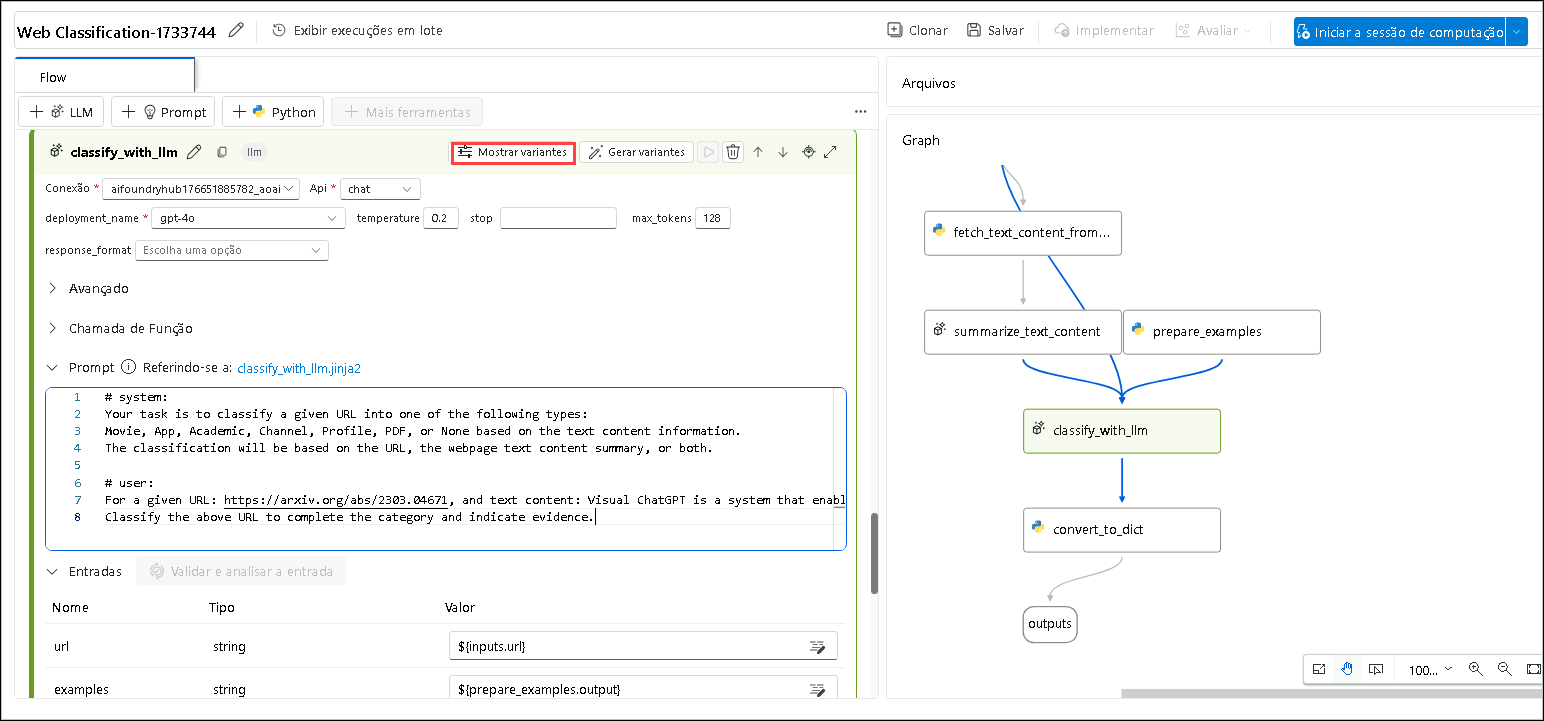 Web Classification-1733744
Exibir execuções em lote
Clonar
Salvar
Implementar
Avaliar
Iniciar a sessão de computação
Flow
LLM
Prompt
Python
Mais ferramentas
classify_with_llm
llm
Mostrar variantes
Gerar variantes
Conexão * aifoundryhub176651885782_aoai Api * chat
deployment_name * gpt-4o temperature 0.2 stop max_tokens 128
response_format Escolha uma opção
Avançado
Chamada de Função
Prompt Referindo-se a: classify_with_llm.jinja2
1 # system:
2 Your task is to classify a given URL into one of the following types:
3 Movie, App, Academic, Channel, Profile, PDF, or None based on the text content information.
4 The classification will be based on the URL, the webpage text content summary, or both.
5
6 # user:
7 For a given URL: https://arxiv.org/abs/2303.04671, and text content: Visual ChatGPT is a system that enabl
8 Classify the above URL to complete the category and indicate evidence.
Entradas Validar e analisar a entrada
Nome Tipo Valor
url string ${inputs.url}
examples string ${prepare_examples.output}
Arquivos
Graph
fetch_text_content_from...
summarize_text_content
prepare_examples
classify_with_llm
convert_to_dict
outputs
100...